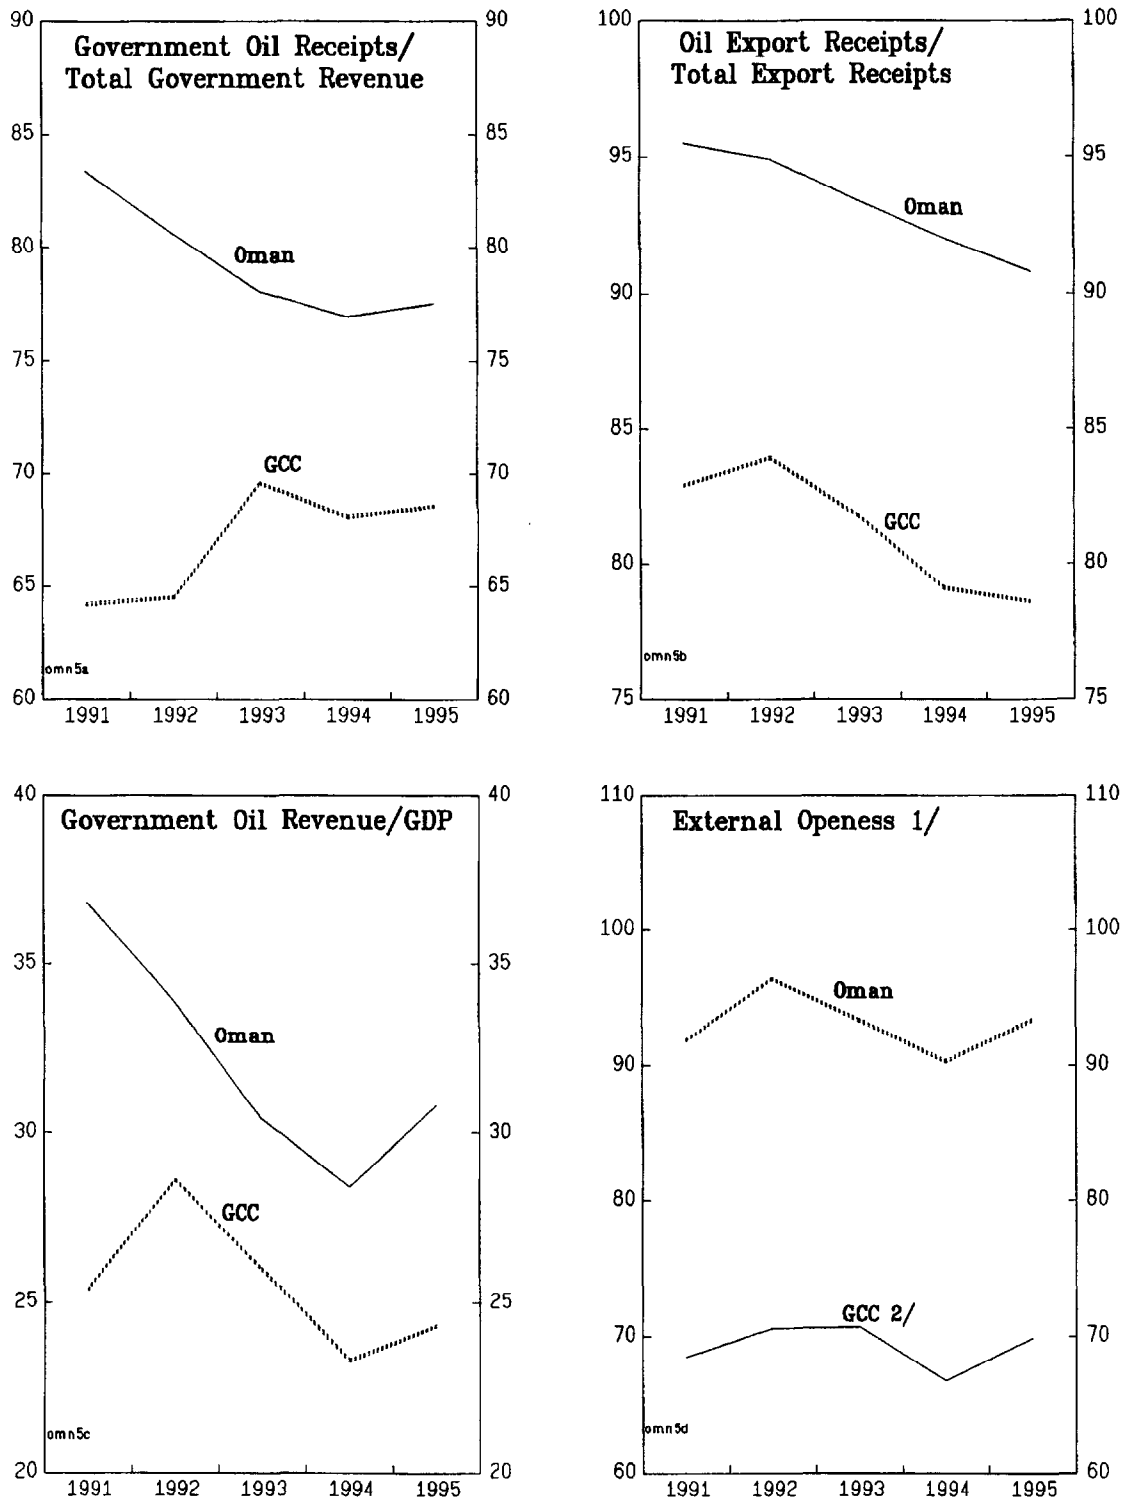 Government Oil Receipts/
Total Government Revenue
90
85
80
75
70
65
60
90
85
80
75
70
65
60
Oman
GCC
omn5a
1991 1992 1993 1994 1995
Oil Export Receipts/
Total Export Receipts
100
95
90
85
80
75
100
95
90
85
80
75
Oman
GCC
omn5b
1991 1992 1993 1994 1995
Government Oil Revenue/GDP
40
35
30
25
20
40
35
30
25
20
Oman
GCC
omn5c
1991 1992 1993 1994 1995
External Openess 1/
110
100
90
80
70
60
110
100
90
80
70
60
Oman
GCC 2/
omn5d
1991 1992 1993 1994 1995